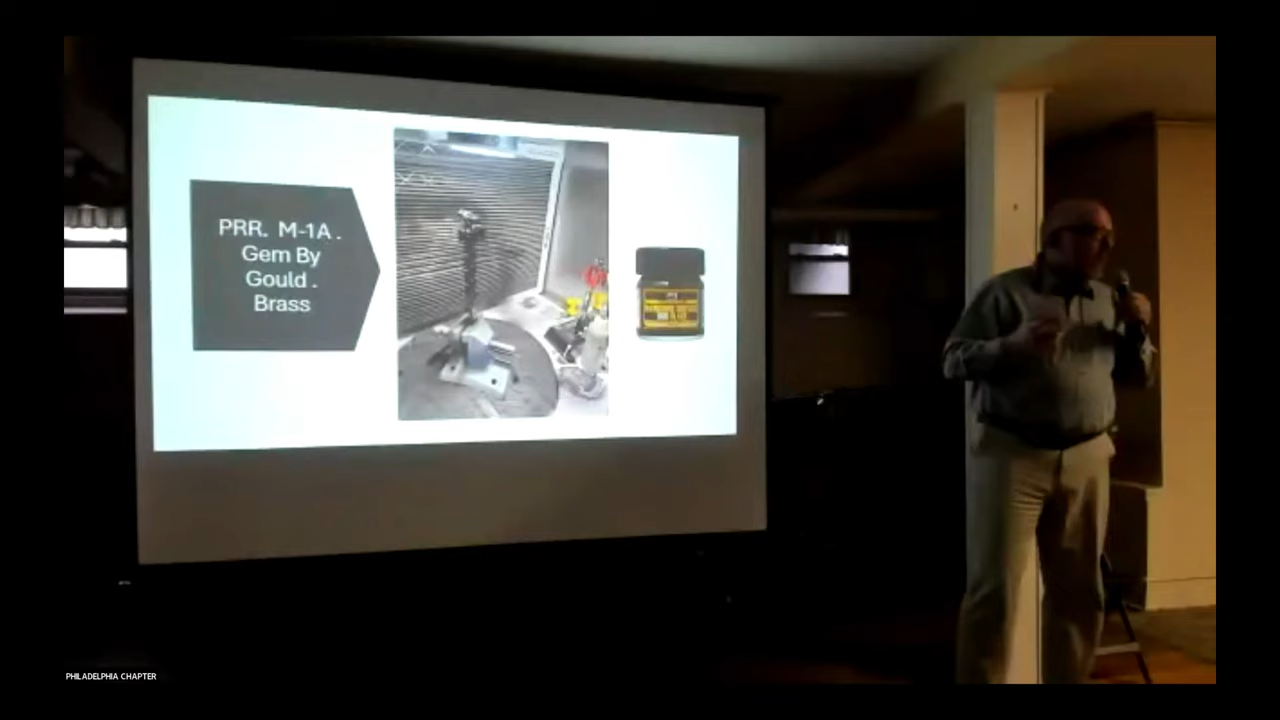 PRR. M-1A .
Gem By
Gould .
Brass
PHILADELPHIA CHAPTER